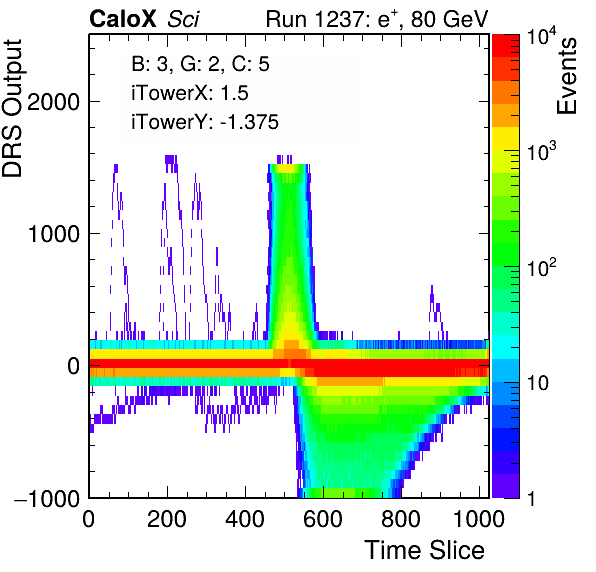 CaloX Sci Run 1237: e+, 80 GeV
B: 3, G: 2, C: 5
iTowerX: 1.5
iTowerY: -1.375
DRS Output
2000
1000
0
−1000
0 200 400 600 800 1000
Time Slice
Events
10^4
10^3
10^2
10
1